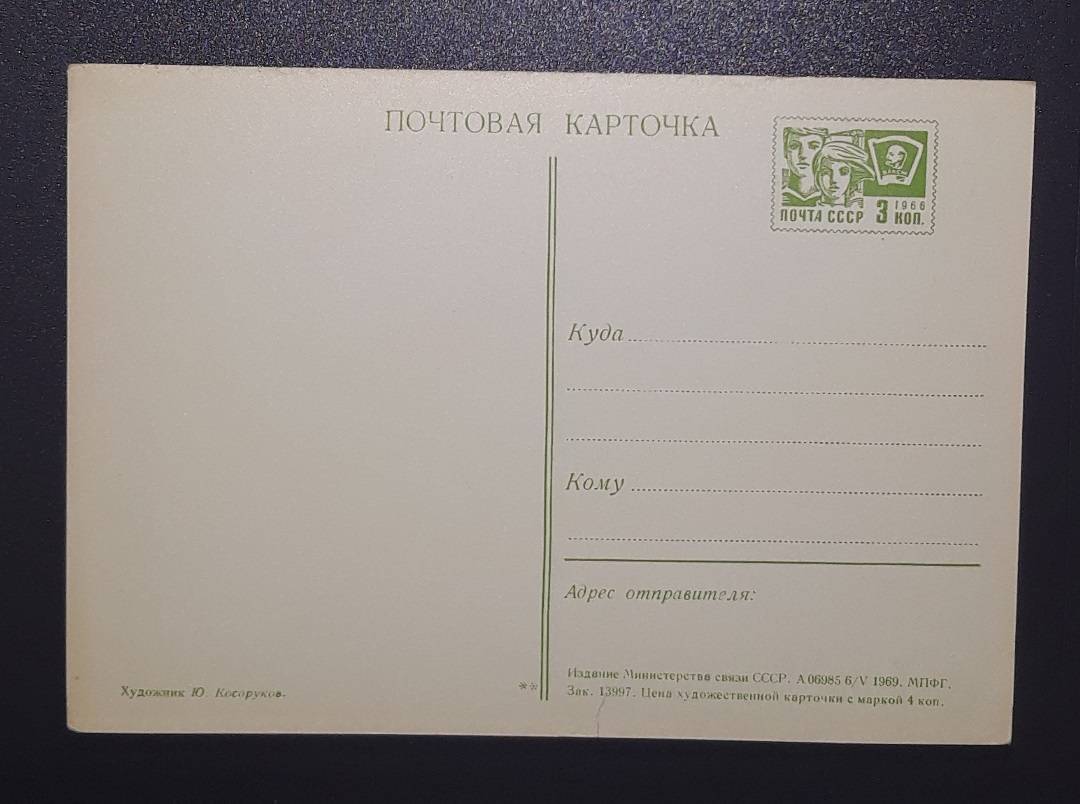 ПОЧТОВАЯ КАРТОЧКА
ВЛКСМ
1966
ПОЧТА СССР 3 КОП.
Куда
Кому
Адрес отправителя:
Издание Министерства связи СССР. А 06985 6/V 1969. МПФГ.
Зак. 13997. Цена художественной карточки с маркой 4 коп.
Художник Ю. Косоруков.
**